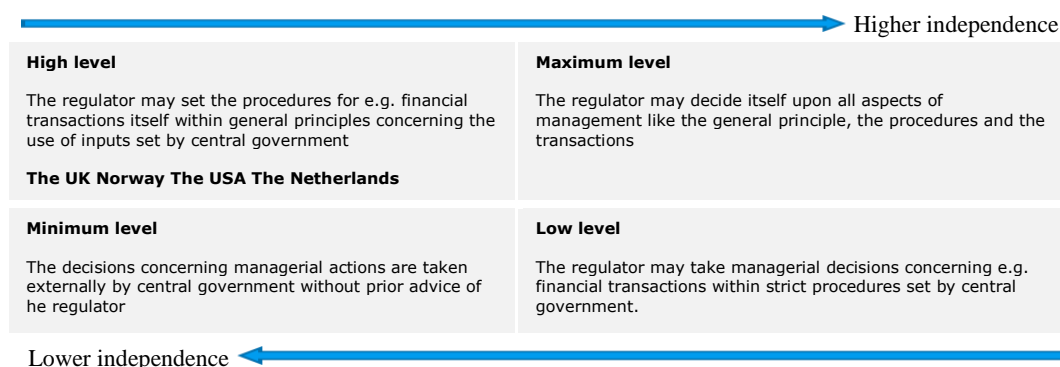 Higher independence
High level
The regulator may set the procedures for e.g. financial
transactions itself within general principles concerning the
use of inputs set by central government
The UK Norway The USA The Netherlands
Maximum level
The regulator may decide itself upon all aspects of
management like the general principle, the procedures and the
transactions
Minimum level
The decisions concerning managerial actions are taken
externally by central government without prior advice of
he regulator
Low level
The regulator may take managerial decisions concerning e.g.
financial transactions within strict procedures set by central
government.
Lower independence